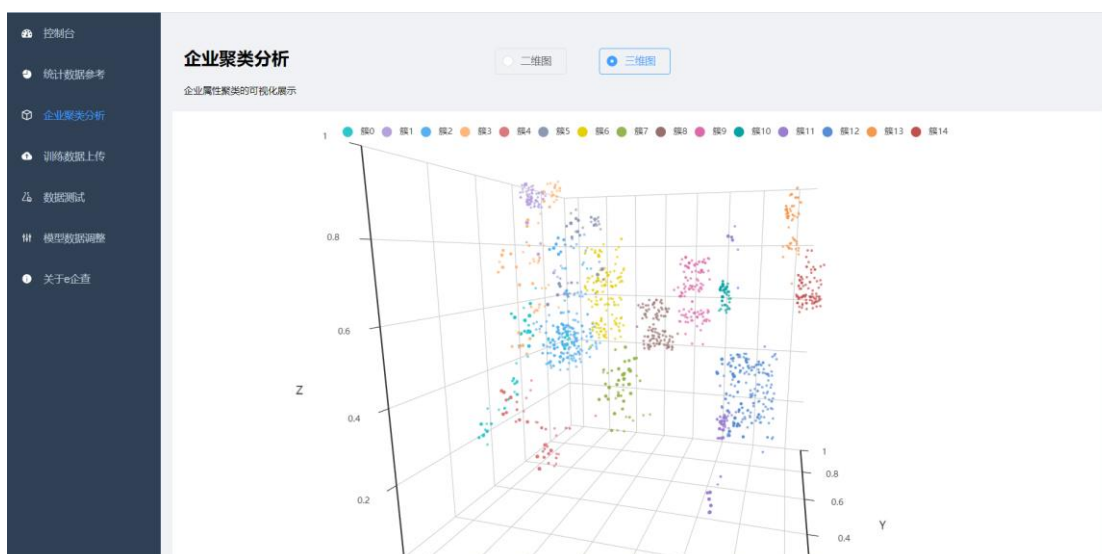 控制台
统计数据参考
企业聚类分析
训练数据上传
数据测试
模型数据调整
关于e企查
企业聚类分析
二维图
三维图
企业属性聚类的可视化展示
簇0 簇1 簇2 簇3 簇4 簇5 簇6 簇7 簇8 簇9 簇10 簇11 簇12 簇13 簇14
1
0.8
0.6
Z
0.4
0.2
1
0.8
0.6
Y
0.4